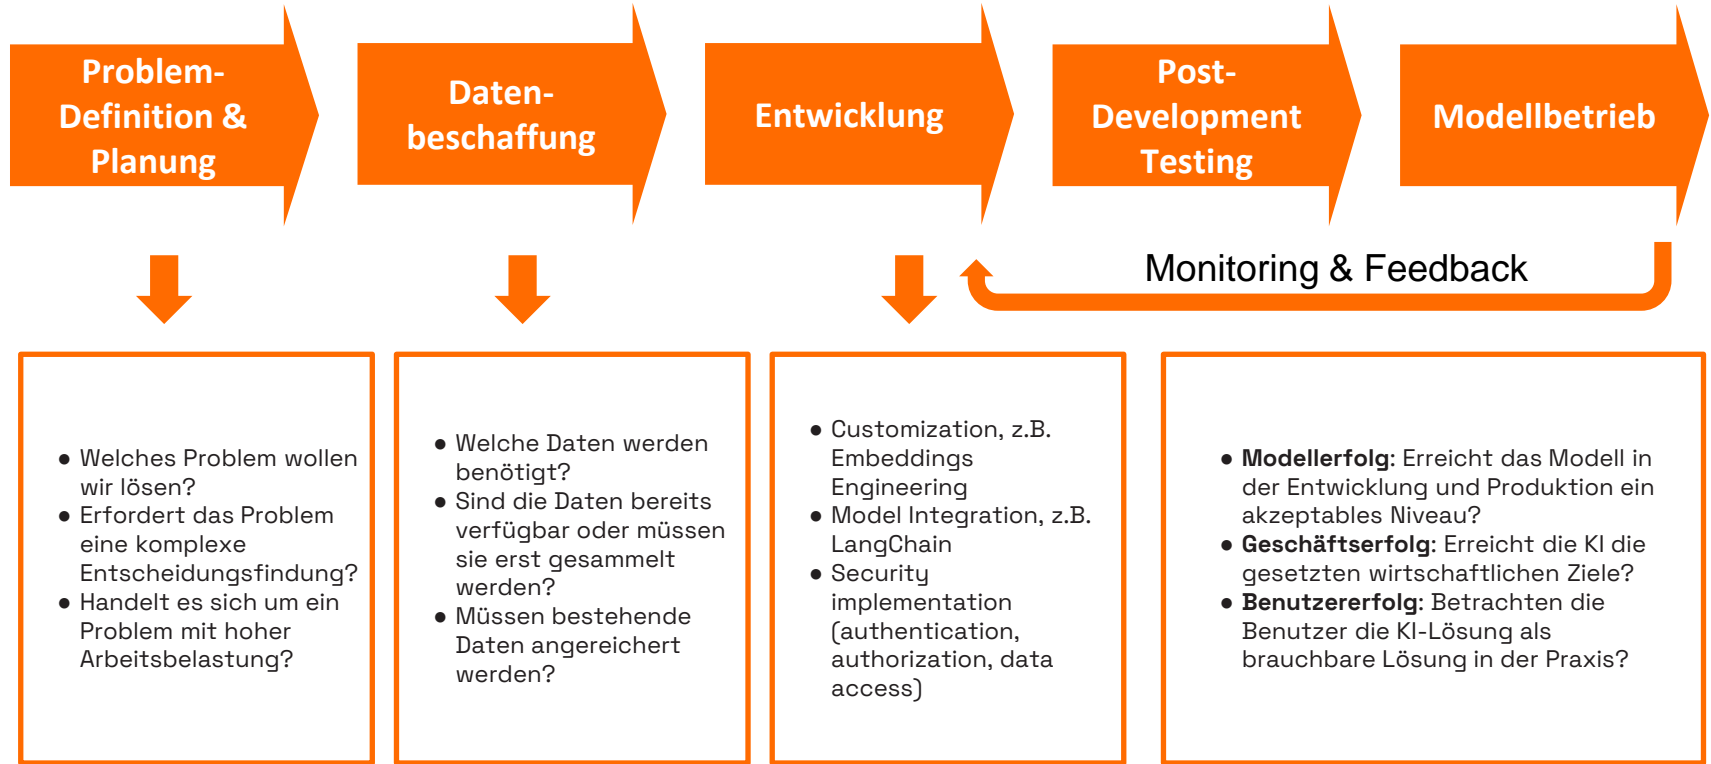 Problem-
Definition &
Planung
Daten-
beschaffung
Entwicklung
Post-
Development
Testing
Modellbetrieb
Monitoring & Feedback
● Welches Problem wollen
wir lösen?
● Erfordert das Problem
eine komplexe
Entscheidungsfindung?
● Handelt es sich um ein
Problem mit hoher
Arbeitsbelastung?
● Welche Daten werden
benötigt?
● Sind die Daten bereits
verfügbar oder müssen
sie erst gesammelt
werden?
● Müssen bestehende
Daten angereichert
werden?
● Customization, z.B.
Embeddings
Engineering
● Model Integration, z.B.
LangChain
● Security
implementation
(authentication,
authorization, data
access)
● Modellerfolg: Erreicht das Modell in
der Entwicklung und Produktion ein
akzeptables Niveau?
● Geschäftserfolg: Erreicht die KI die
gesetzten wirtschaftlichen Ziele?
● Benutzererfolg: Betrachten die
Benutzer die KI-Lösung als
brauchbare Lösung in der Praxis?